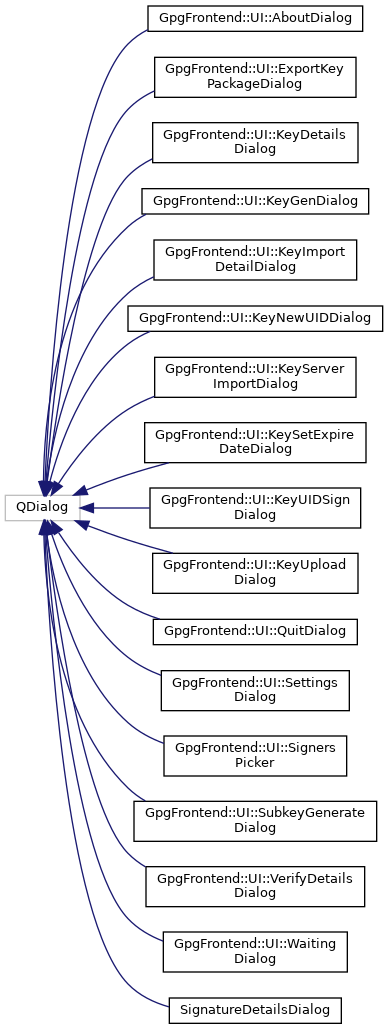 GpgFrontend::UI::AboutDialog
GpgFrontend::UI::ExportKey
PackageDialog
GpgFrontend::UI::KeyDetails
Dialog
GpgFrontend::UI::KeyGenDialog
GpgFrontend::UI::KeyImport
DetailDialog
GpgFrontend::UI::KeyNewUIDDialog
GpgFrontend::UI::KeyServer
ImportDialog
GpgFrontend::UI::KeySetExpire
DateDialog
QDialog
GpgFrontend::UI::KeyUIDSign
Dialog
GpgFrontend::UI::KeyUpload
Dialog
GpgFrontend::UI::QuitDialog
GpgFrontend::UI::Settings
Dialog
GpgFrontend::UI::Signers
Picker
GpgFrontend::UI::SubkeyGenerate
Dialog
GpgFrontend::UI::VerifyDetails
Dialog
GpgFrontend::UI::Waiting
Dialog
SignatureDetailsDialog